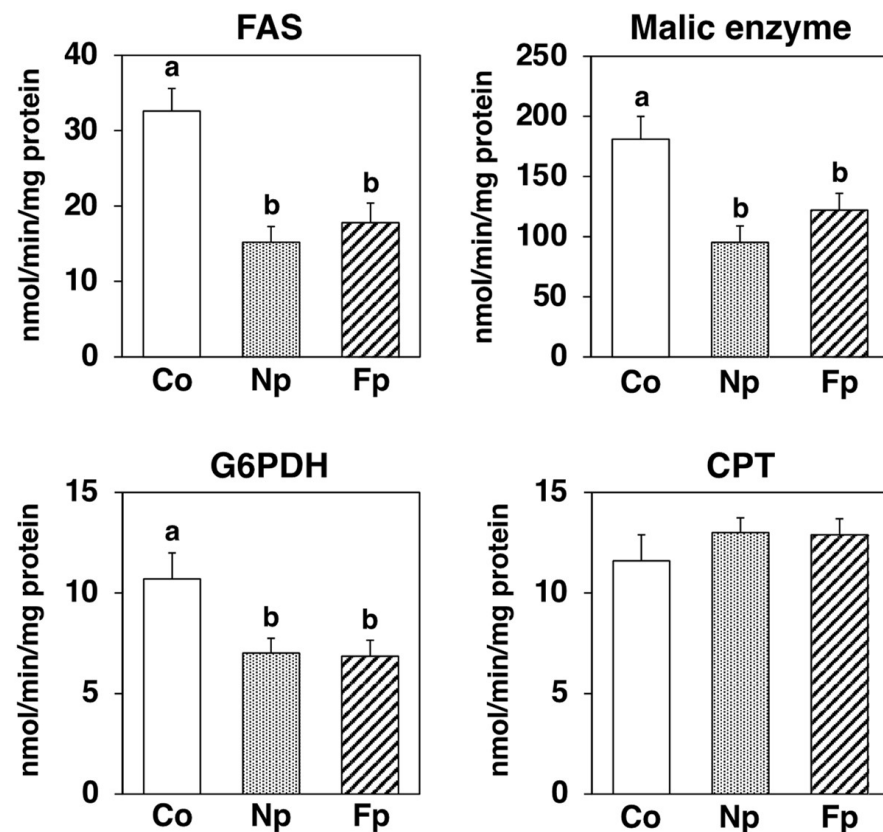 FAS
nmol/min/mg protein
40
30
20
10
0
a
b
b
Co Np Fp
Malic enzyme
nmol/min/mg protein
250
200
150
100
50
0
a
b
b
Co Np Fp
G6PDH
nmol/min/mg protein
15
10
5
0
a
b
b
Co Np Fp
CPT
nmol/min/mg protein
15
10
5
0
Co Np Fp